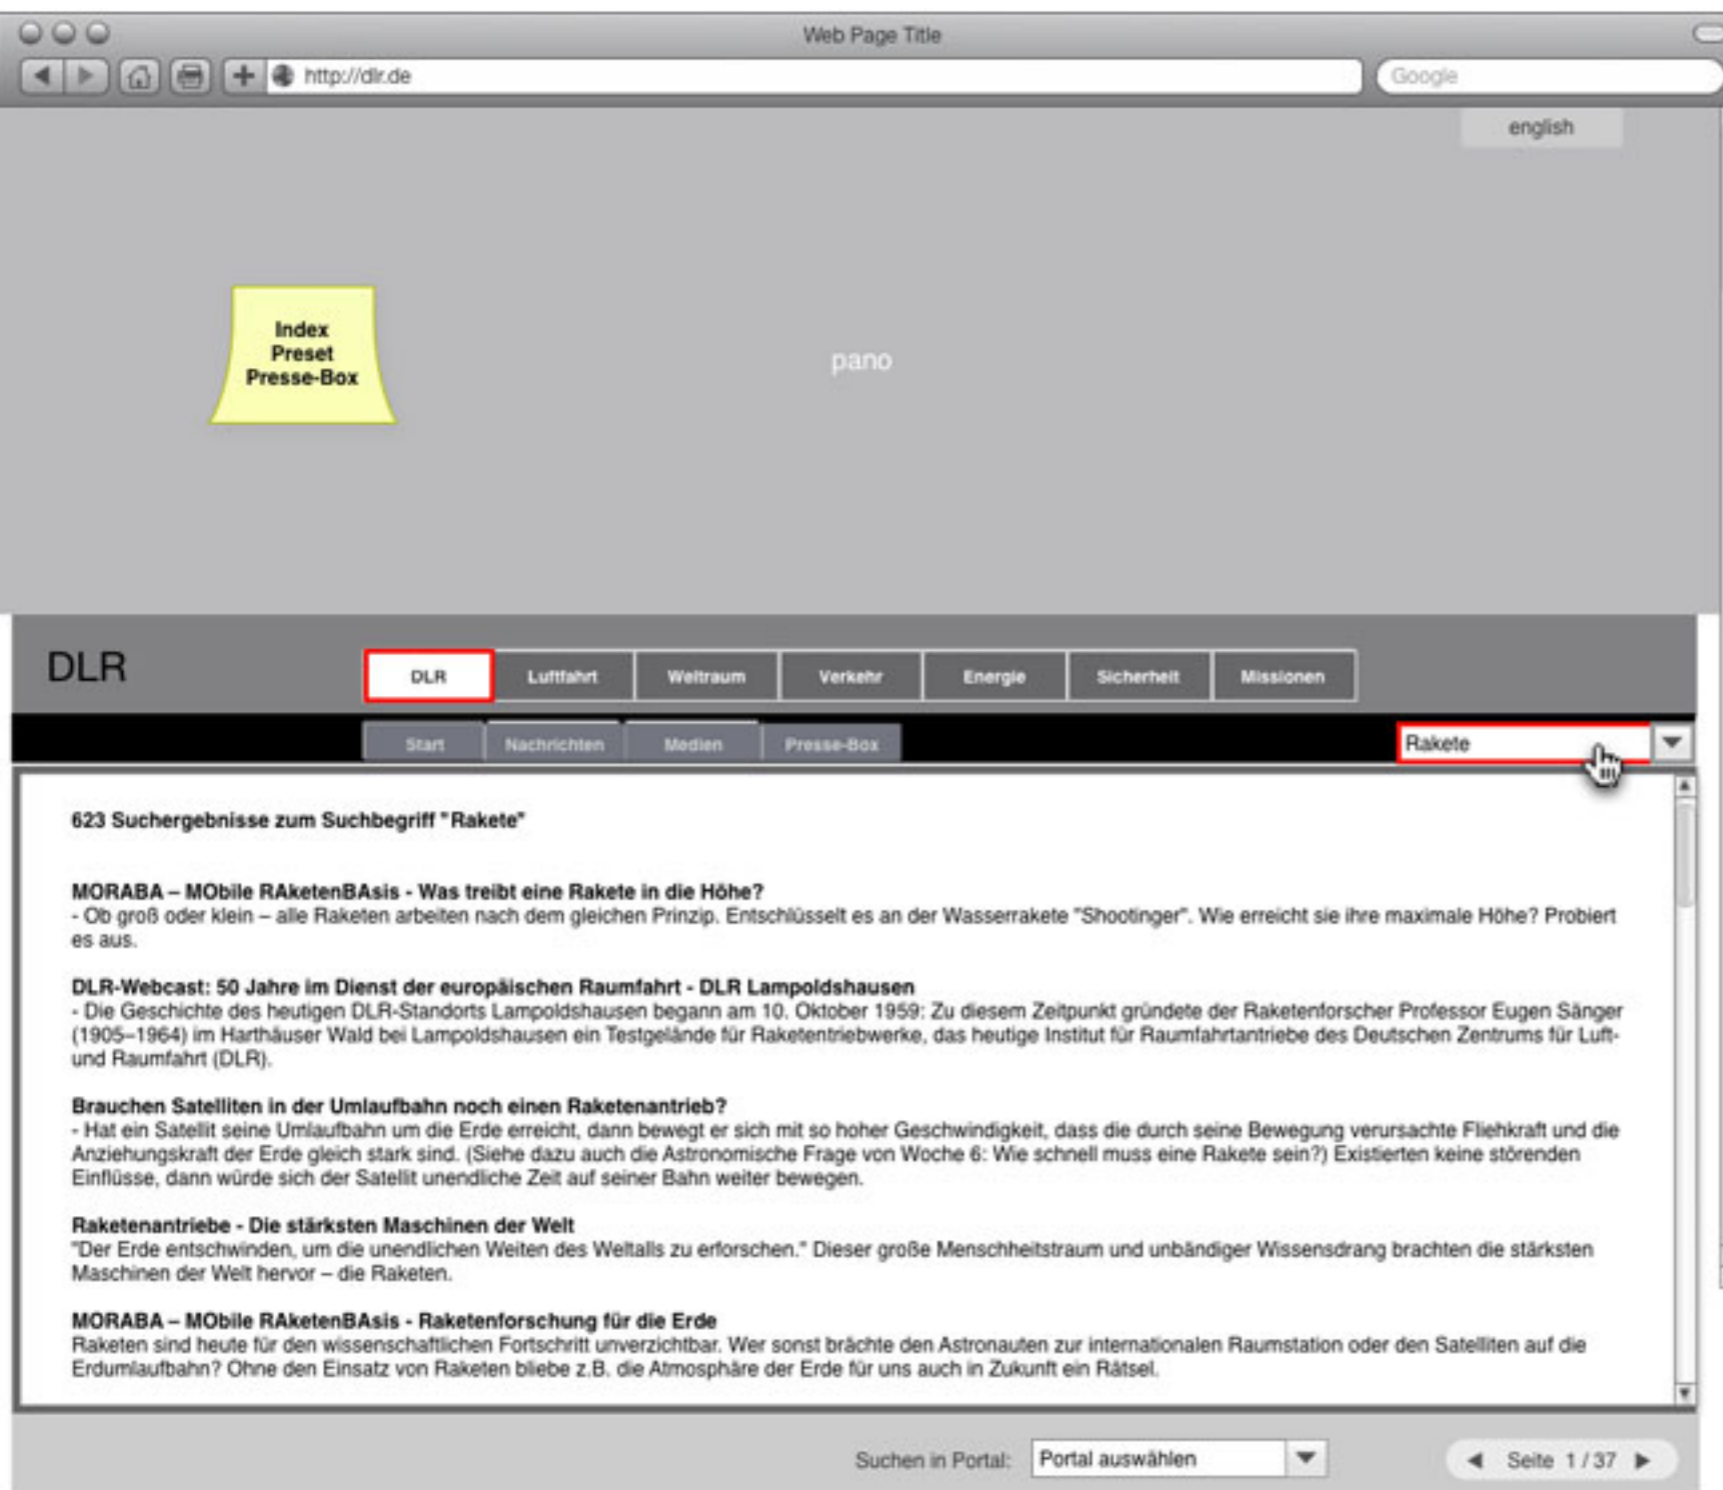 Web Page Title
http://dlr.de
Google
english
Index
Preset
Presse-Box
pano
DLR
DLR Luftfahrt Weltraum Verkehr Energie Sicherheit Missionen
Start Nachrichten Medien Presse-Box
Rakete
623 Suchergebnisse zum Suchbegriff "Rakete"
MORABA – MObile RAketenBAsis - Was treibt eine Rakete in die Höhe?
- Ob groß oder klein – alle Raketen arbeiten nach dem gleichen Prinzip. Entschlüsselt es an der Wasserrakete "Shootinger". Wie erreicht sie ihre maximale Höhe? Probiert
es aus.
DLR-Webcast: 50 Jahre im Dienst der europäischen Raumfahrt - DLR Lampoldshausen
- Die Geschichte des heutigen DLR-Standorts Lampoldshausen begann am 10. Oktober 1959: Zu diesem Zeitpunkt gründete der Raketenforscher Professor Eugen Sänger
(1905–1964) im Harthäuser Wald bei Lampoldshausen ein Testgelände für Raketentriebwerke, das heutige Institut für Raumfahrtantriebe des Deutschen Zentrums für Luft-
und Raumfahrt (DLR).
Brauchen Satelliten in der Umlaufbahn noch einen Raketenantrieb?
- Hat ein Satellit seine Umlaufbahn um die Erde erreicht, dann bewegt er sich mit so hoher Geschwindigkeit, dass die durch seine Bewegung verursachte Fliehkraft und die
Anziehungskraft der Erde gleich stark sind. (Siehe dazu auch die Astronomische Frage von Woche 6: Wie schnell muss eine Rakete sein?) Existierten keine störenden
Einflüsse, dann würde sich der Satellit unendliche Zeit auf seiner Bahn weiter bewegen.
Raketenantriebe - Die stärksten Maschinen der Welt
"Der Erde entschwinden, um die unendlichen Weiten des Weltalls zu erforschen." Dieser große Menschheitstraum und unbändiger Wissensdrang brachten die stärksten
Maschinen der Welt hervor – die Raketen.
MORABA – MObile RAketenBAsis - Raketenforschung für die Erde
Raketen sind heute für den wissenschaftlichen Fortschritt unverzichtbar. Wer sonst brächte den Astronauten zur internationalen Raumstation oder den Satelliten auf die
Erdumlaufbahn? Ohne den Einsatz von Raketen bliebe z.B. die Atmosphäre der Erde für uns auch in Zukunft ein Rätsel.
Suchen in Portal: Portal auswählen Seite 1 / 37